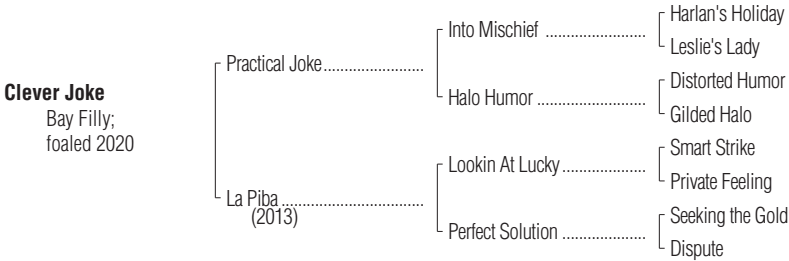 Clever Joke
Bay Filly;
foaled 2020
Practical Joke........................
La Piba..................................
(2013)
Into Mischief ........................
Halo Humor ..........................
Lookin At Lucky....................
Perfect Solution ....................
Harlan's Holiday
Leslie's Lady
Distorted Humor
Gilded Halo
Smart Strike
Private Feeling
Seeking the Gold
Dispute